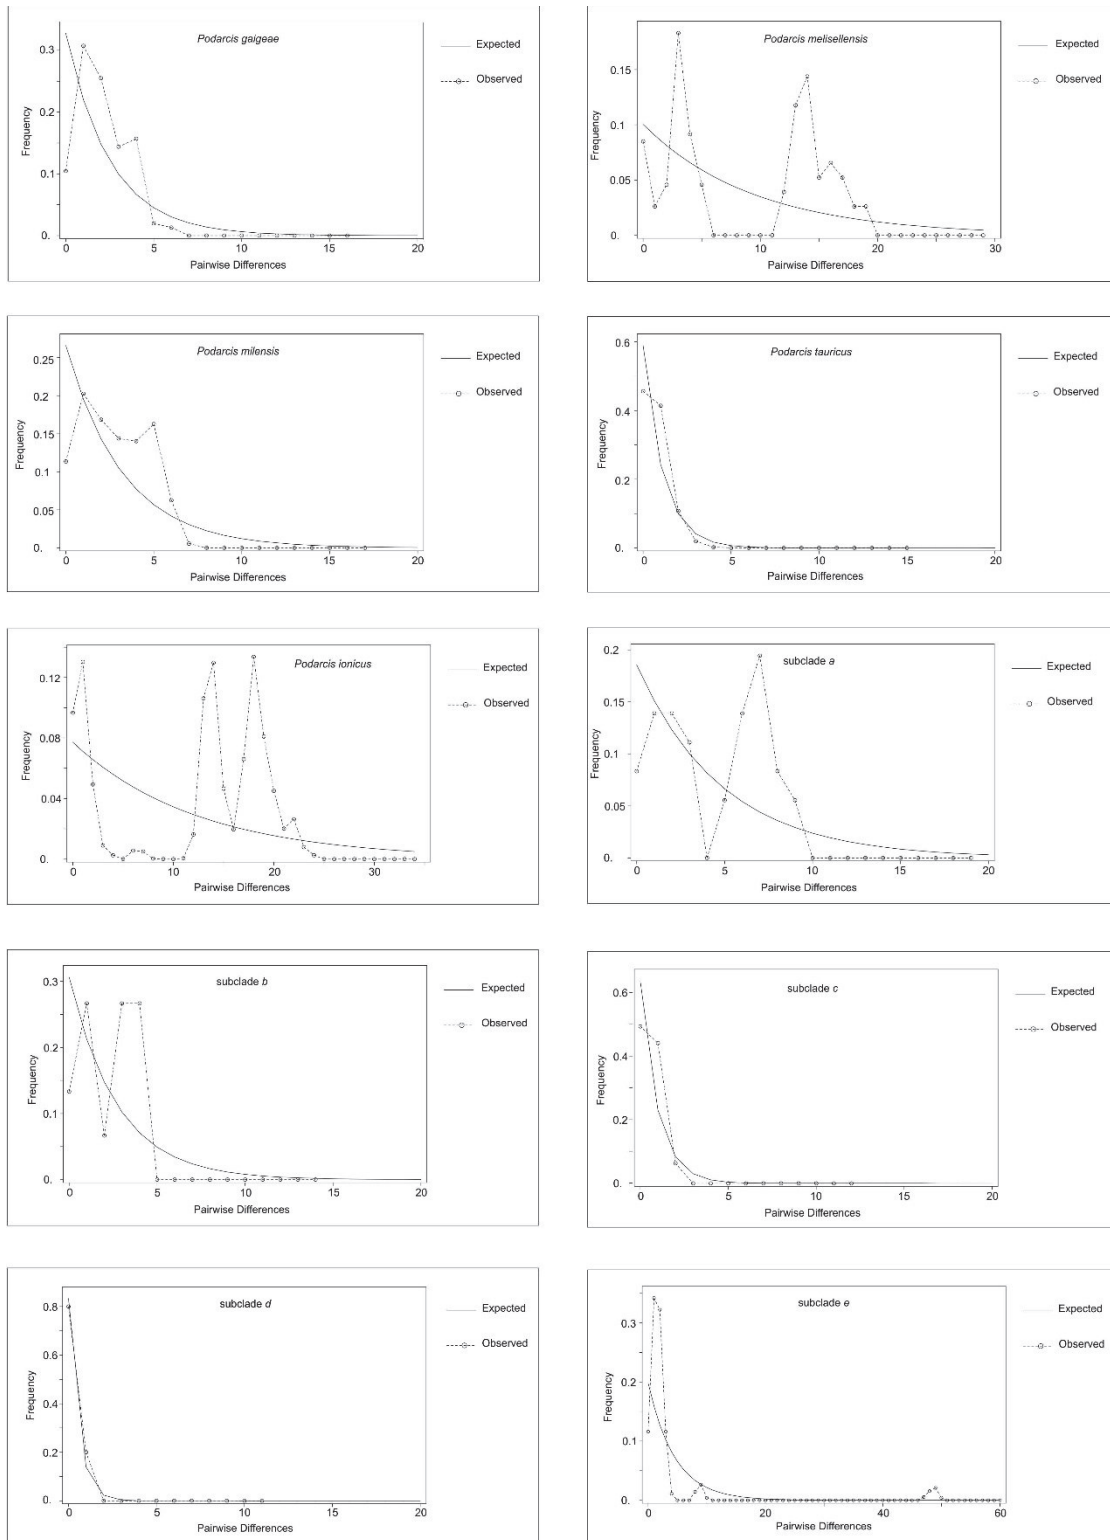 Podarcis gaigeae
Expected
Observed
Frequency
0.3
0.2
0.1
0.
0 5 10 15 20
Pairwise Differences
Podarcis melisellensis
Expected
Observed
Frequency
0.15
0.10
0.05
0.
0 10 20 30
Pairwise Differences
Podarcis milensis
Expected
Observed
Frequency
0.25
0.2
0.15
0.1
0.05
0.
0 5 10 15 20
Pairwise Differences
Podarcis tauricus
Expected
Observed
Frequency
0.6
0.4
0.2
0.
0 5 10 15 20
Pairwise Differences
Podarcis ionicus
Expected
Observed
Frequency
0.12
0.08
0.04
0.
0 10 20 30
Pairwise Differences
subclade a
Expected
Observed
Frequency
0.2
0.15
0.1
0.05
0.
0 5 10 15 20
Pairwise Differences
subclade b
Expected
Observed
Frequency
0.3
0.2
0.1
0.
0 5 10 15 20
Pairwise Differences
subclade c
Expected
Observed
Frequency
0.6
0.4
0.2
0.
0 5 10 15 20
Pairwise Differences
subclade d
Expected
Observed
Frequency
0.8
0.6
0.4
0.2
0.
0 5 10 15 20
Pairwise Differences
subclade e
Expected
Observed
Frequency
0.3
0.2
0.1
0.
0 20 40 60
Pairwise Differences